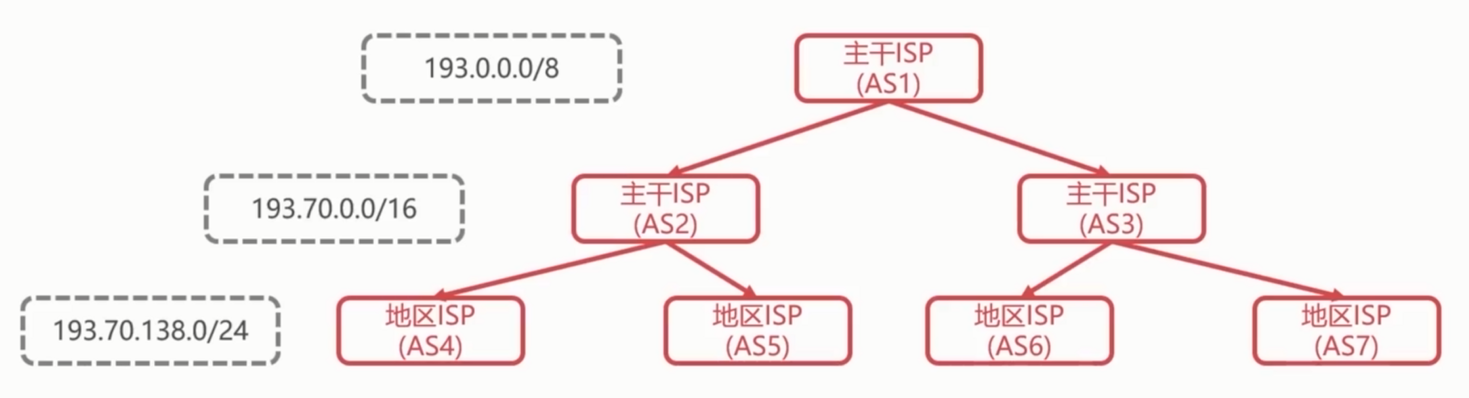 193.0.0.0/8
主干ISP
(AS1)
193.70.0.0/16
主干ISP
(AS2)
主干ISP
(AS3)
193.70.138.0/24
地区ISP
(AS4)
地区ISP
(AS5)
地区ISP
(AS6)
地区ISP
(AS7)